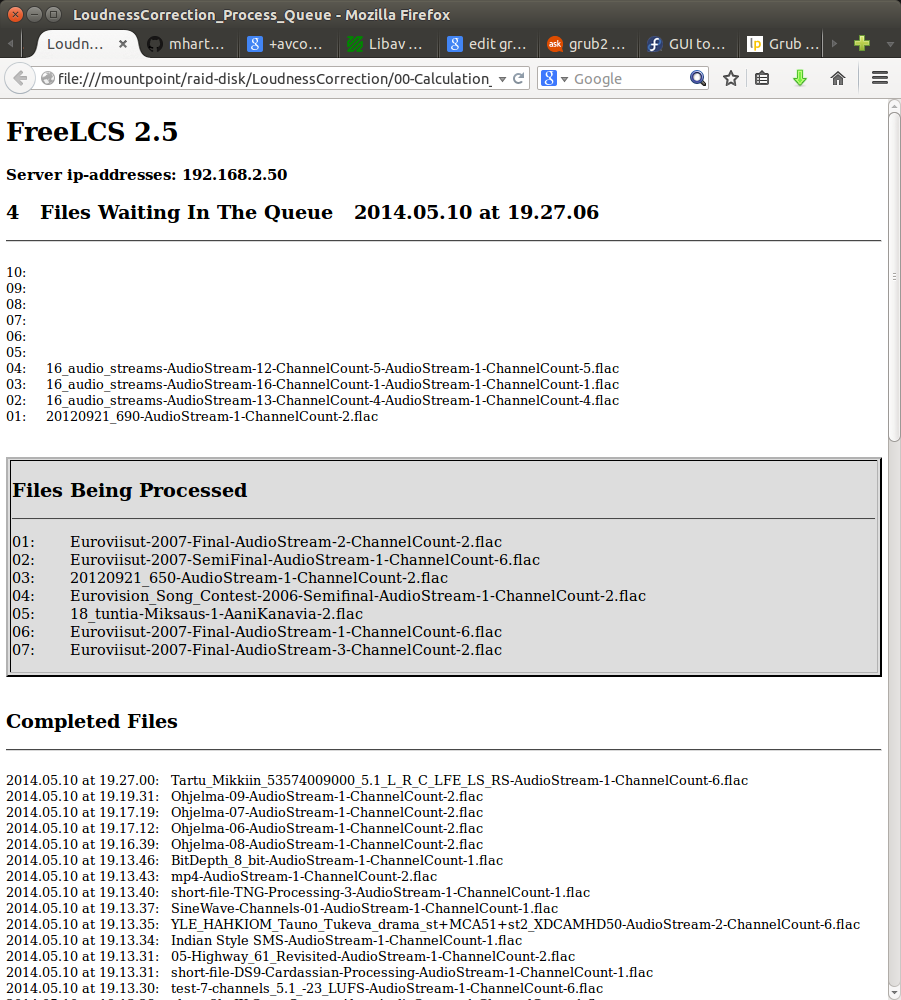 LoudnessCorrection_Process_Queue - Mozilla Firefox
Loudn... mhart... +avco... Libav ... edit gr... ask grub2 ... GUI to... lp Grub ...
file:///mountpoint/raid-disk/LoudnessCorrection/00-Calculation_ Google
FreeLCS 2.5
Server ip-addresses: 192.168.2.50
4 Files Waiting In The Queue 2014.05.10 at 19.27.06
10:
09:
08:
07:
06:
05:
04: 16_audio_streams-AudioStream-12-ChannelCount-5-AudioStream-1-ChannelCount-5.flac
03: 16_audio_streams-AudioStream-16-ChannelCount-1-AudioStream-1-ChannelCount-1.flac
02: 16_audio_streams-AudioStream-13-ChannelCount-4-AudioStream-1-ChannelCount-4.flac
01: 20120921_690-AudioStream-1-ChannelCount-2.flac
Files Being Processed
01: Euroviisut-2007-Final-AudioStream-2-ChannelCount-2.flac
02: Euroviisut-2007-SemiFinal-AudioStream-1-ChannelCount-6.flac
03: 20120921_650-AudioStream-1-ChannelCount-2.flac
04: Eurovision_Song_Contest-2006-Semifinal-AudioStream-1-ChannelCount-2.flac
05: 18_tuntia-Miksaus-1-AaniKanavia-2.flac
06: Euroviisut-2007-Final-AudioStream-1-ChannelCount-6.flac
07: Euroviisut-2007-Final-AudioStream-3-ChannelCount-2.flac
Completed Files
2014.05.10 at 19.27.00: Tartu_Mikkiin_53574009000_5.1_L_R_C_LFE_LS_RS-AudioStream-1-ChannelCount-6.flac
2014.05.10 at 19.19.31: Ohjelma-09-AudioStream-1-ChannelCount-2.flac
2014.05.10 at 19.17.19: Ohjelma-07-AudioStream-1-ChannelCount-2.flac
2014.05.10 at 19.17.12: Ohjelma-06-AudioStream-1-ChannelCount-2.flac
2014.05.10 at 19.16.39: Ohjelma-08-AudioStream-1-ChannelCount-2.flac
2014.05.10 at 19.13.46: BitDepth_8_bit-AudioStream-1-ChannelCount-1.flac
2014.05.10 at 19.13.43: mp4-AudioStream-1-ChannelCount-2.flac
2014.05.10 at 19.13.40: short-file-TNG-Processing-3-AudioStream-1-ChannelCount-1.flac
2014.05.10 at 19.13.37: SineWave-Channels-01-AudioStream-1-ChannelCount-1.flac
2014.05.10 at 19.13.35: YLE_HAHKIOM_Tauno_Tukeva_drama_st+MCA51+st2_XDCAMHD50-AudioStream-2-ChannelCount-6.flac
2014.05.10 at 19.13.34: Indian Style SMS-AudioStream-1-ChannelCount-1.flac
2014.05.10 at 19.13.31: 05-Highway_61_Revisited-AudioStream-1-ChannelCount-2.flac
2014.05.10 at 19.13.31: short-file-DS9-Cardassian-Processing-AudioStream-1-ChannelCount-1.flac
2014.05.10 at 19.13.30: test-7-channels_5.1_-23_LUFS-AudioStream-1-ChannelCount-6.flac